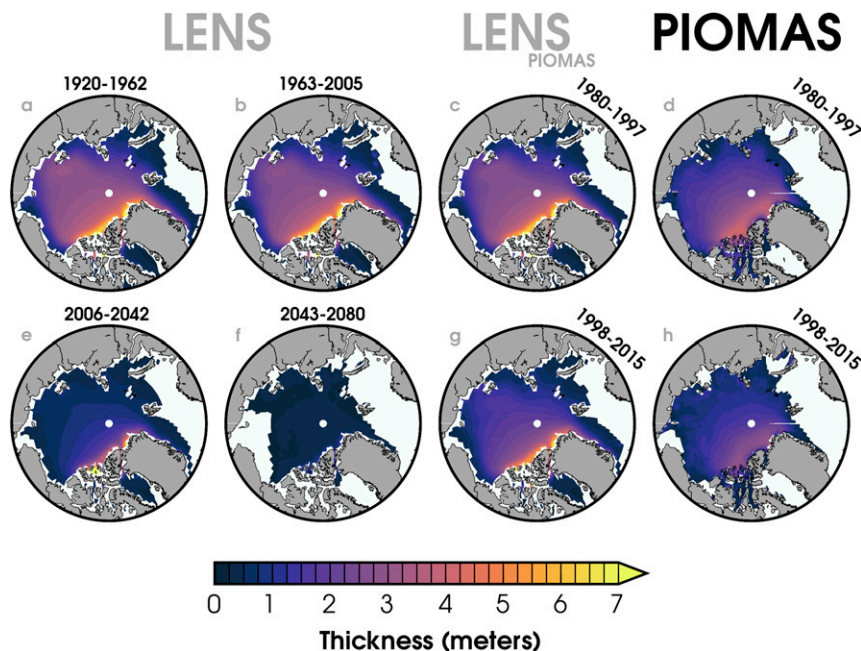 LENS
LENS
PIOMAS
PIOMAS
a
1920-1962
b
1963-2005
c
1980-1997
d
1980-1997
e
2006-2042
f
2043-2080
g
1998-2015
h
1998-2015
0 1 2 3 4 5 6 7
Thickness (meters)